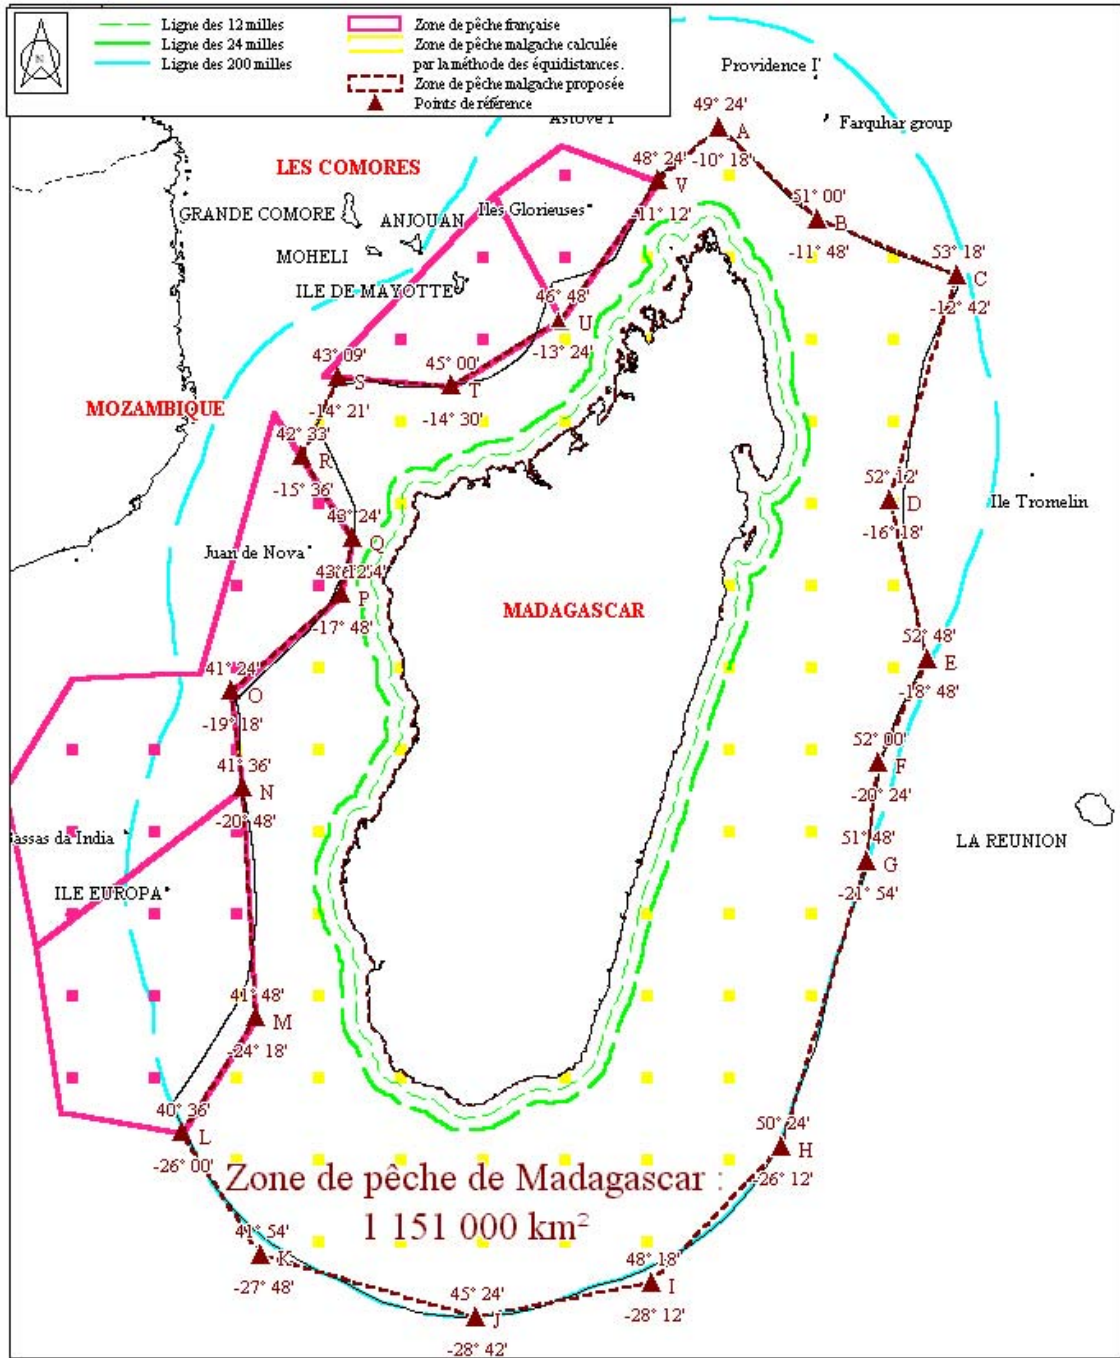 N
Ligne des 12 milles
Ligne des 24 milles
Ligne des 200 milles
Zone de pêche française
Zone de pêche malgache calculée
par la méthode des équidistances.
Zone de pêche malgache proposée
Points de référence
Providence I
Astove I
Farquhar group
49° 24'
A
-10° 18'
48° 24'
V
-11° 12'
LES COMORES
GRANDE COMORE
ANJOUAN
MOHELI
ILE DE MAYOTTE
Iles Glorieuses
51° 00'
B
-11° 48'
53° 18'
C
-12° 42'
46° 48'
U
-13° 24'
43° 09'
S
-14° 21'
45° 00'
T
-14° 30'
MOZAMBIQUE
42° 33'
R
-15° 36'
43° 24'
Q
Juan de Nova
43° 12'
P
-17° 48'
52° 12'
D
-16° 18'
Ile Tromelin
MADAGASCAR
52° 48'
E
-18° 48'
41° 24'
O
-19° 18'
52° 00'
F
-20° 24'
41° 36'
N
-20° 48'
51° 48'
G
-21° 54'
LA REUNION
da India
ILE EUROPA
41° 48'
M
-24° 18'
40° 36'
L
-26° 00'
50° 24'
H
-26° 12'
Zone de pêche de Madagascar :
1 151 000 km²
41° 54'
K
-27° 48'
48° 18'
I
-28° 12'
45° 24'
J
-28° 42'